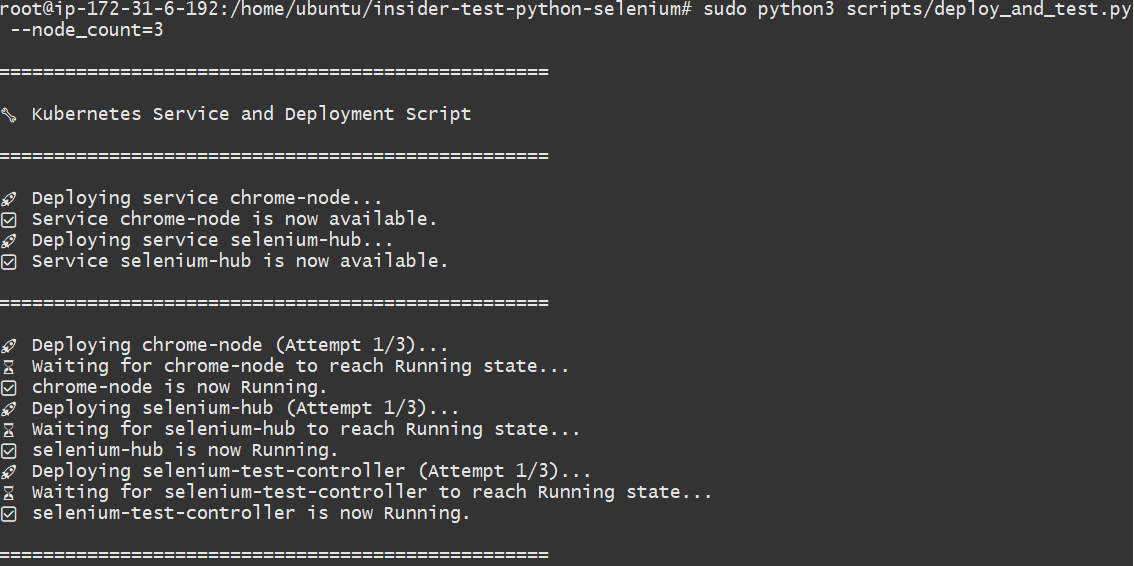 root@ip-172-31-6-192:/home/ubuntu/insider-test-python-selenium# sudo python3 scripts/deploy_and_test.py
--node_count=3
==================================================
🔧 Kubernetes Service and Deployment Script
==================================================
🚀 Deploying service chrome-node...
☑ Service chrome-node is now available.
🚀 Deploying service selenium-hub...
☑ Service selenium-hub is now available.
==================================================
🚀 Deploying chrome-node (Attempt 1/3)...
⏳ Waiting for chrome-node to reach Running state...
☑ chrome-node is now Running.
🚀 Deploying selenium-hub (Attempt 1/3)...
⏳ Waiting for selenium-hub to reach Running state...
☑ selenium-hub is now Running.
🚀 Deploying selenium-test-controller (Attempt 1/3)...
⏳ Waiting for selenium-test-controller to reach Running state...
☑ selenium-test-controller is now Running.
==================================================